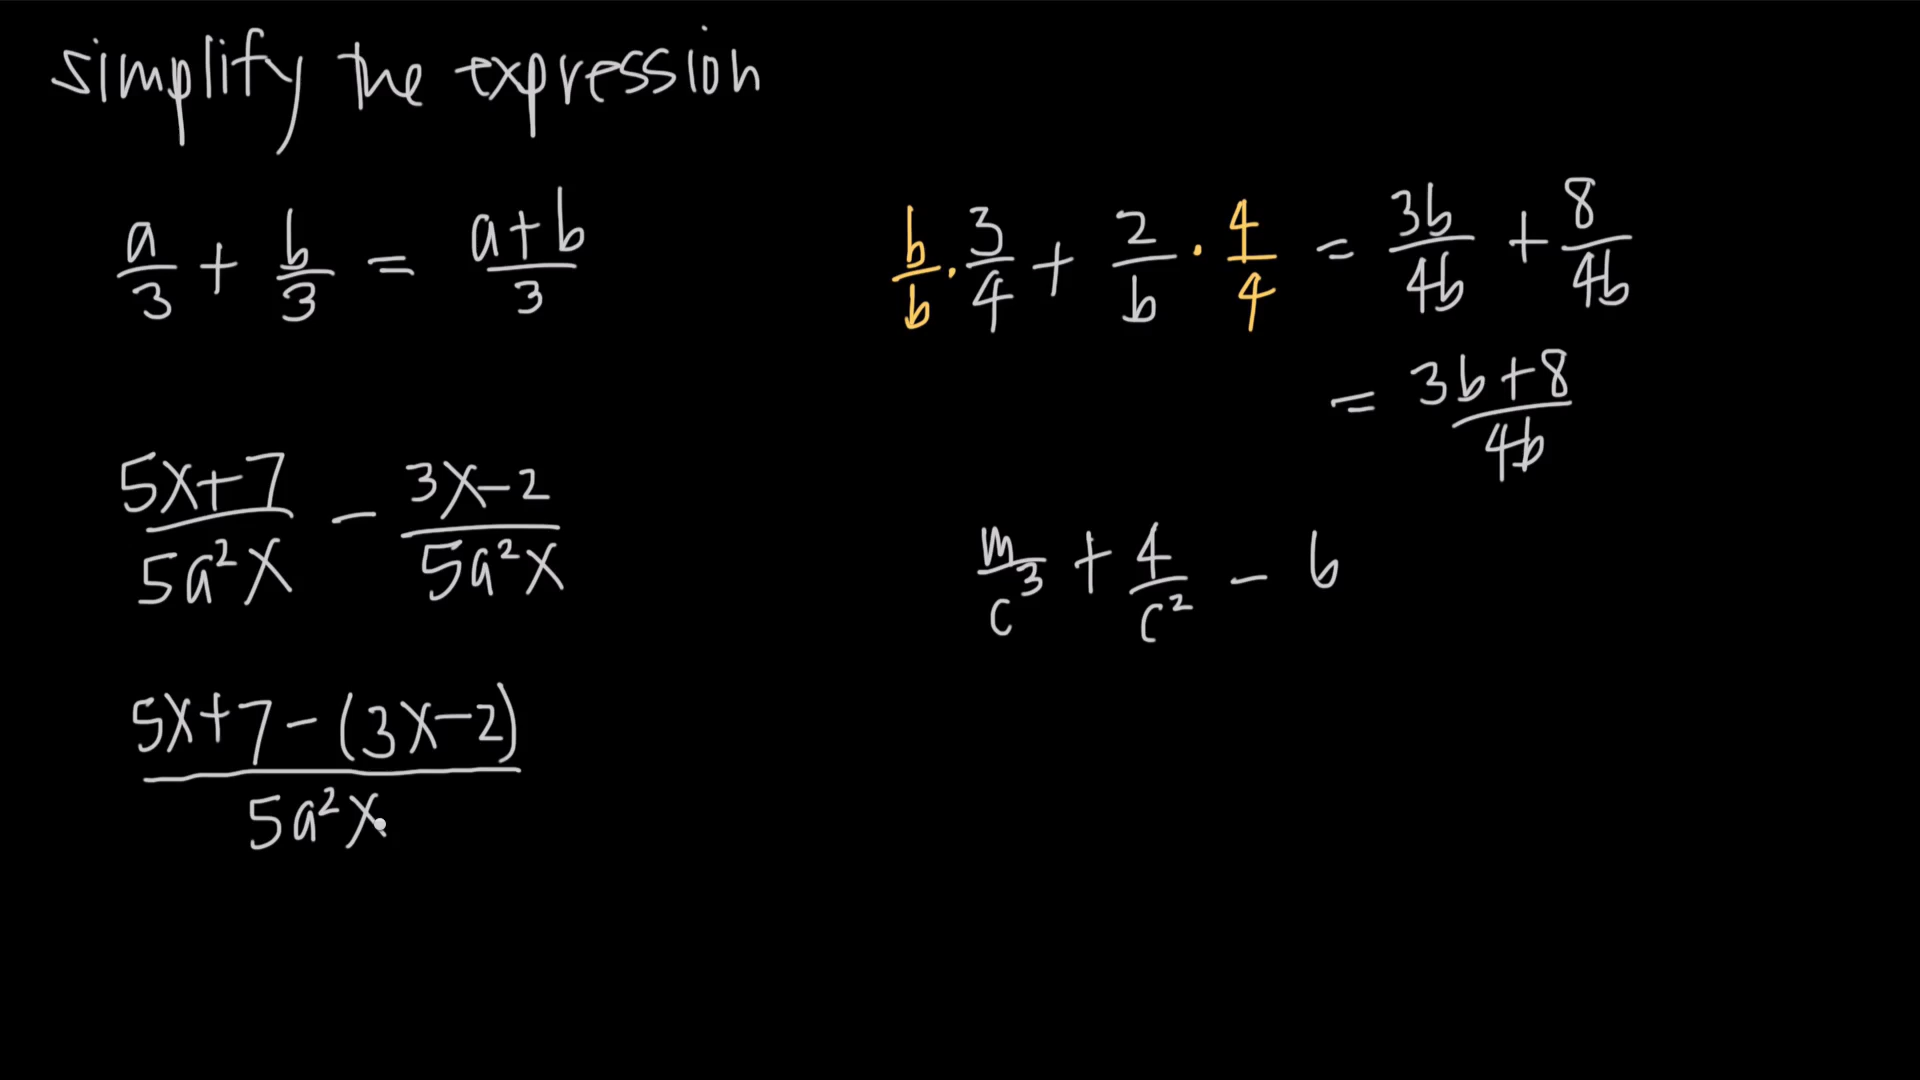 simplify the expression
a/3 + b/3 = a+b/3
b/b · 3/4 + 2/b · 4/4 = 3b/4b + 8/4b
= 3b+8/4b
5x+7/5a²x − 3x−2/5a²x
m/c³ + 4/c² − 6
5x+7−(3x−2)/5a²x